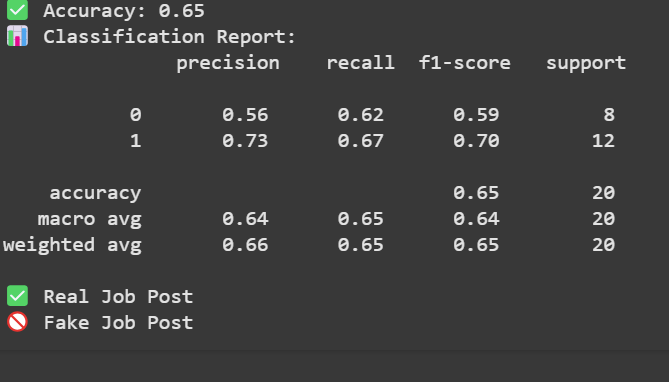 ✅ Accuracy: 0.65
📊 Classification Report:
              precision    recall  f1-score   support

           0       0.56      0.62      0.59         8
           1       0.73      0.67      0.70        12

    accuracy                           0.65        20
   macro avg       0.64      0.65      0.64        20
weighted avg       0.66      0.65      0.65        20

✅ Real Job Post
🚫 Fake Job Post